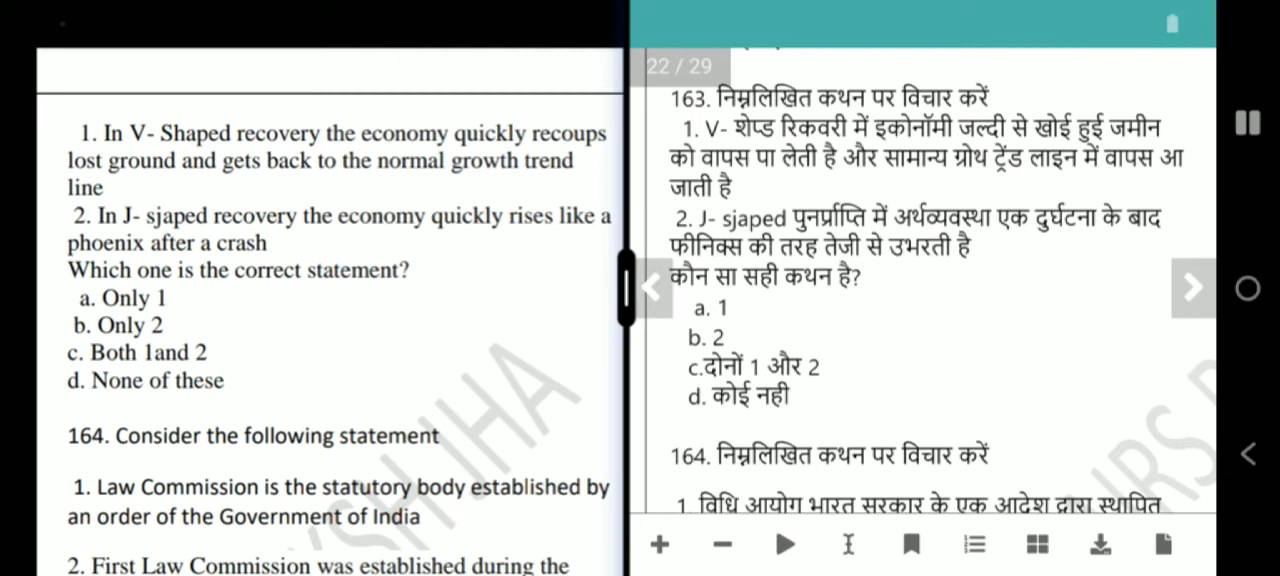 1. In V- Shaped recovery the economy quickly recoups
lost ground and gets back to the normal growth trend
line
2. In J- sjaped recovery the economy quickly rises like a
phoenix after a crash
Which one is the correct statement?
a. Only 1
b. Only 2
c. Both 1and 2
d. None of these
164. Consider the following statement
1. Law Commission is the statutory body established by
an order of the Government of India
2. First Law Commission was established during the
22 / 29
163. निम्नलिखित कथन पर विचार करें
1. V- शेप्ड रिकवरी में इकोनॉमी जल्दी से खोई हुई जमीन
को वापस पा लेती है और सामान्य ग्रोथ ट्रेंड लाइन में वापस आ
जाती है
2. J- sjaped पुनर्प्राप्ति में अर्थव्यवस्था एक दुर्घटना के बाद
फीनिक्स की तरह तेजी से उभरती है
कौन सा सही कथन है?
a. 1
b. 2
c.दोनों 1 और 2
d. कोई नही
164. निम्नलिखित कथन पर विचार करें
1 विधि आयोग भारत सरकार के एक आदेश द्वारा स्थापित
JHA